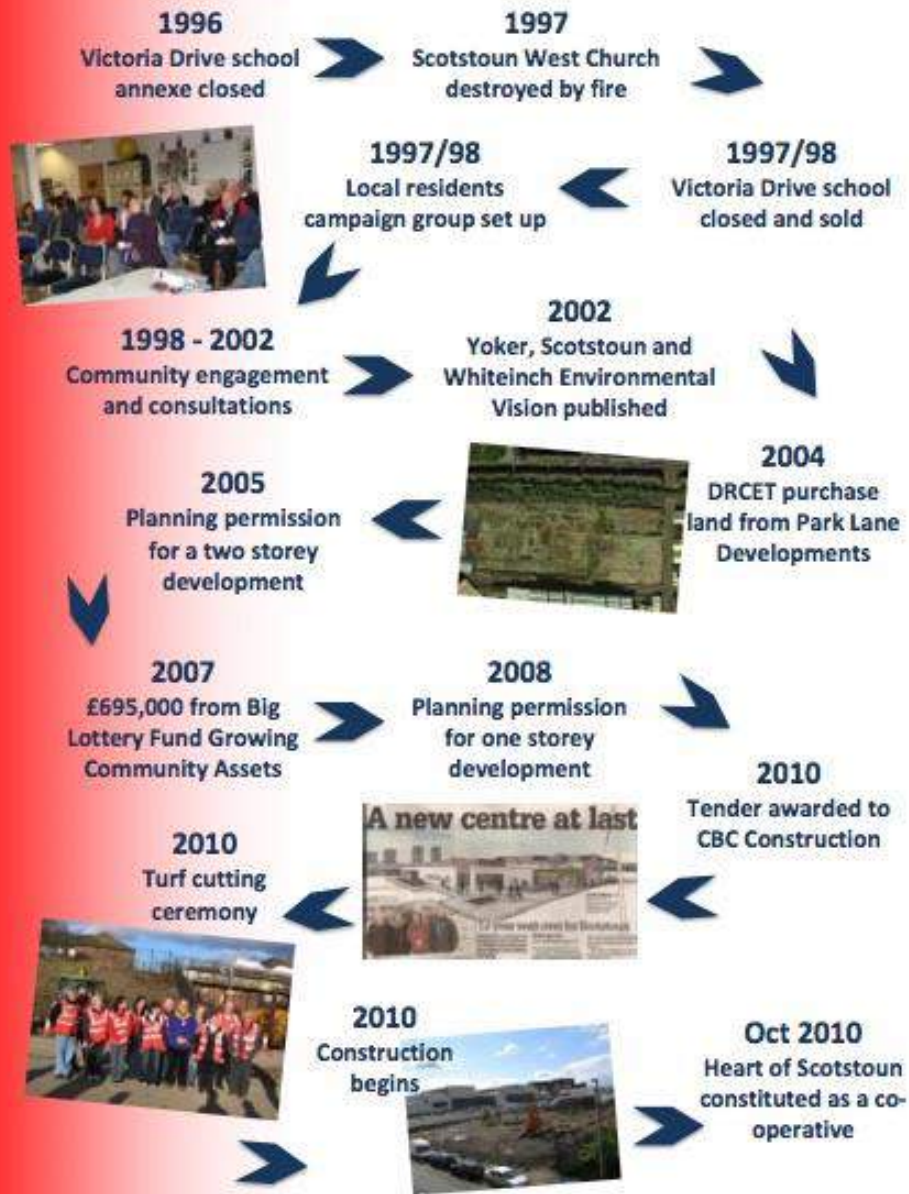 1996
Victoria Drive school
annexe closed
1997
Scotstoun West Church
destroyed by fire
1997/98
Victoria Drive school
closed and sold
1997/98
Local residents
campaign group set up
1998 - 2002
Community engagement
and consultations
2002
Yoker, Scotstoun and
Whiteinch Environmental
Vision published
2004
DRCET purchase
land from Park Lane
Developments
2005
Planning permission
for a two storey
development
2007
£695,000 from Big
Lottery Fund Growing
Community Assets
2008
Planning permission
for one storey
development
2010
Tender awarded to
CBC Construction
A new centre at last
2010
Turf cutting
ceremony
2010
Construction
begins
Oct 2010
Heart of Scotstoun
constituted as a co-
operative